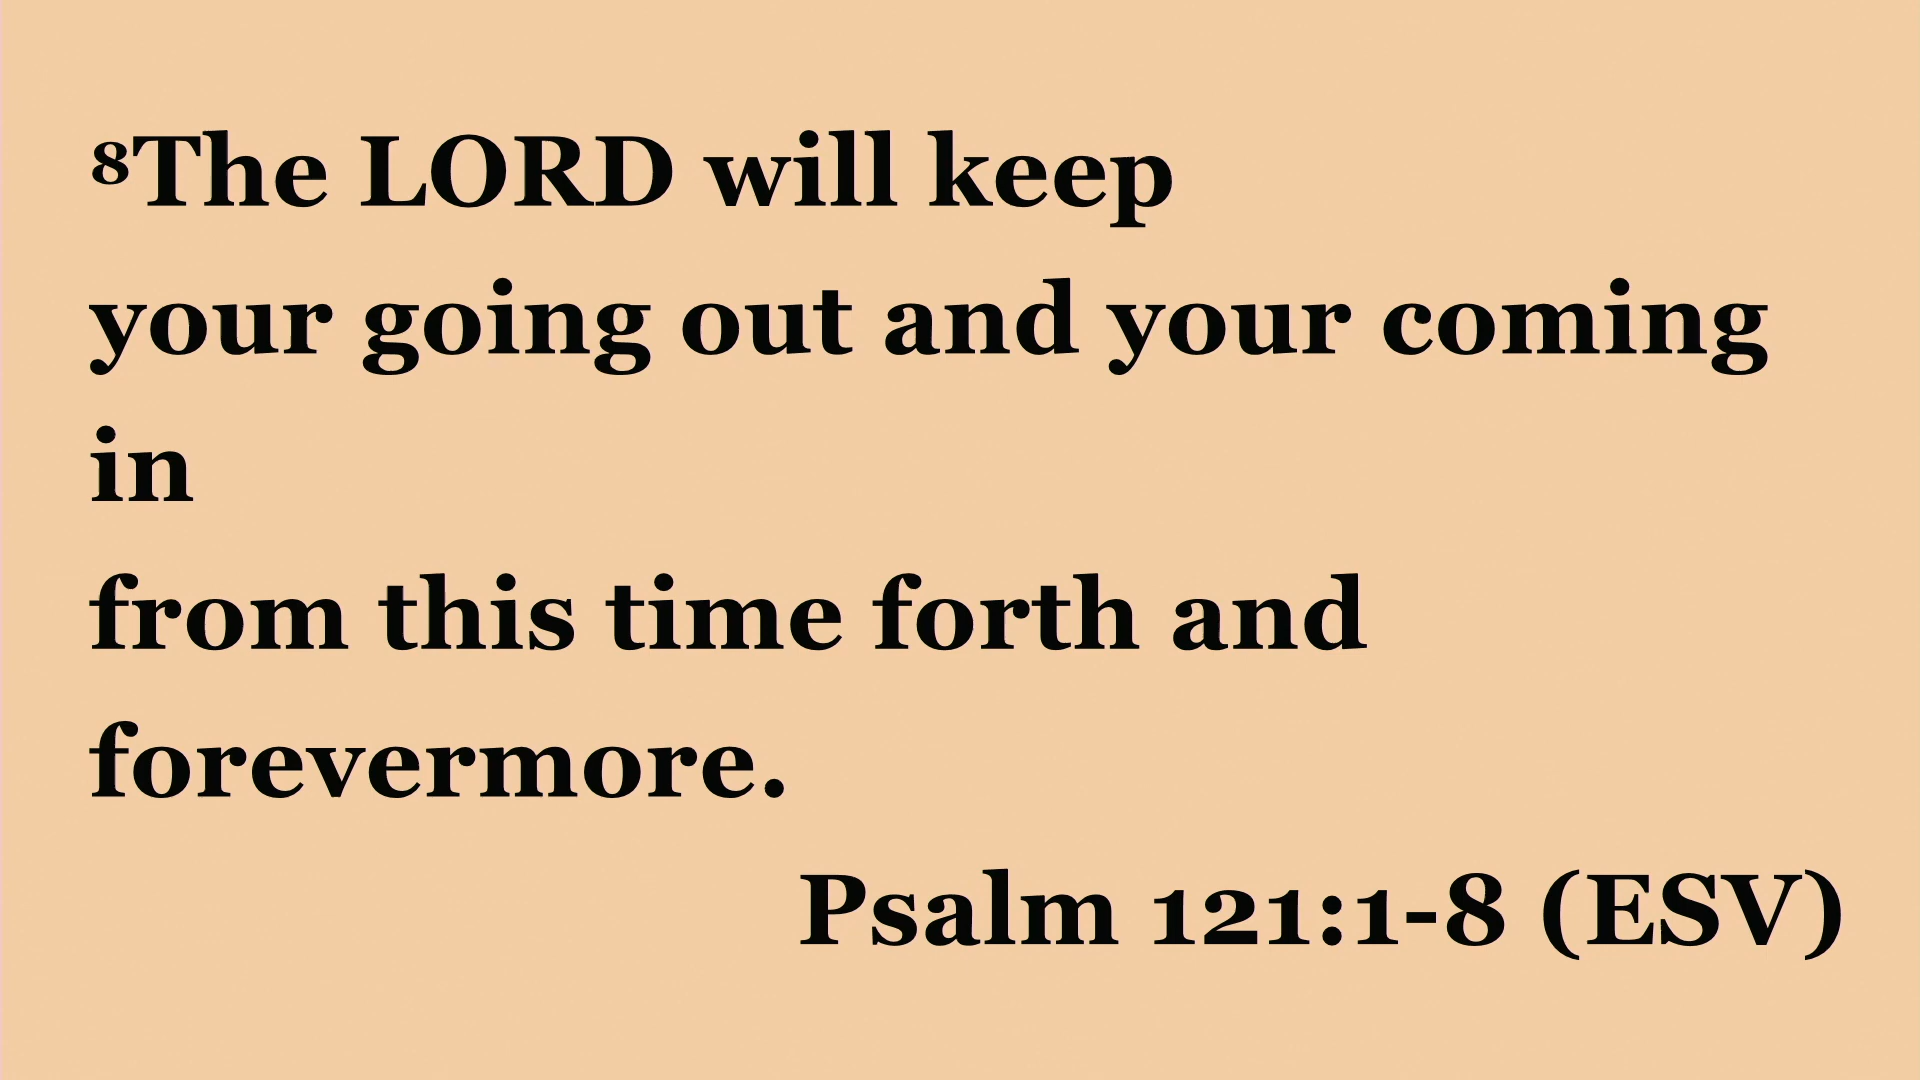 ⁸The LORD will keep
your going out and your coming
in
from this time forth and
forevermore.
Psalm 121:1-8 (ESV)